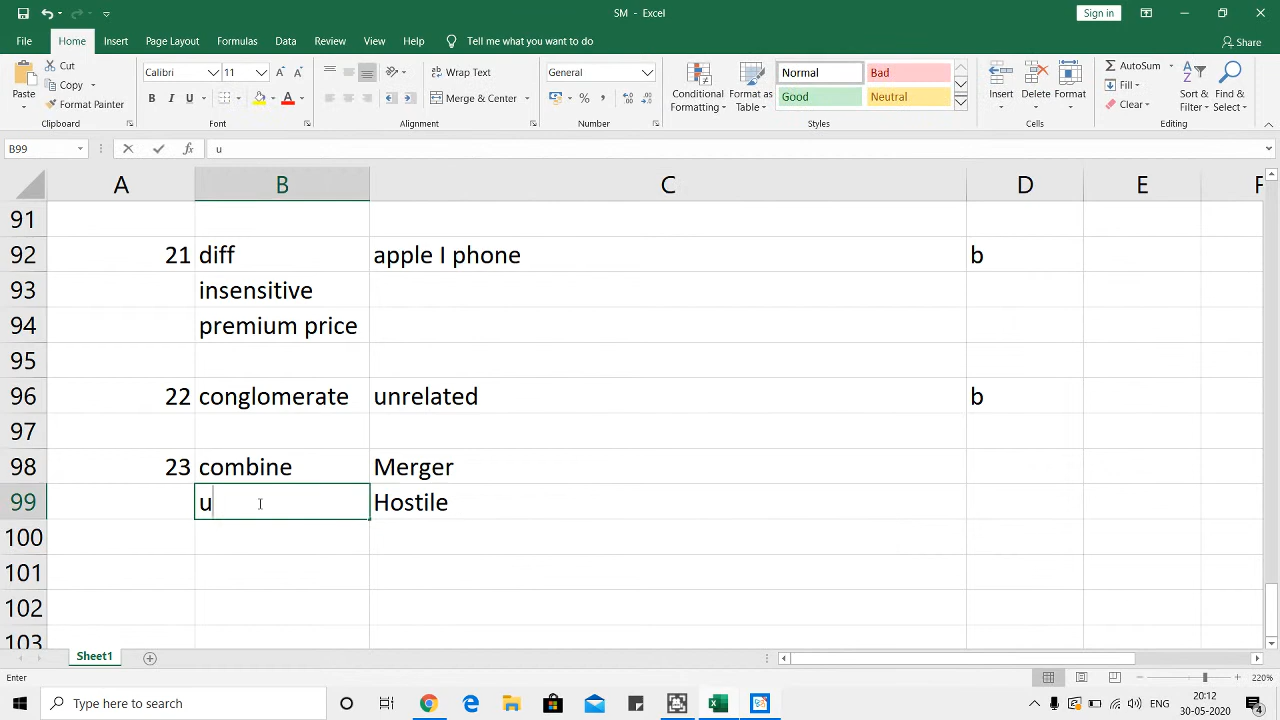 SM - Excel
Sign in
File Home Insert Page Layout Formulas Data Review View Help Tell me what you want to do Share
Paste Cut Copy Format Painter Clipboard
Calibri 11 B I U A Font
Wrap Text Merge & Center Alignment
General % , Number
Conditional Formatting Format as Table Normal Bad Good Neutral Styles
Insert Delete Format Cells
AutoSum Fill Clear Sort & Filter Find & Select Editing
B99 fx u
A B C D E F
91
92 21 diff apple I phone b
93 insensitive
94 premium price
95
96 22 conglomerate unrelated b
97
98 23 combine Merger
99 u Hostile
100
101
102
103
Sheet1
Enter 220%
Type here to search ENG 20:12 30-05-2020 4